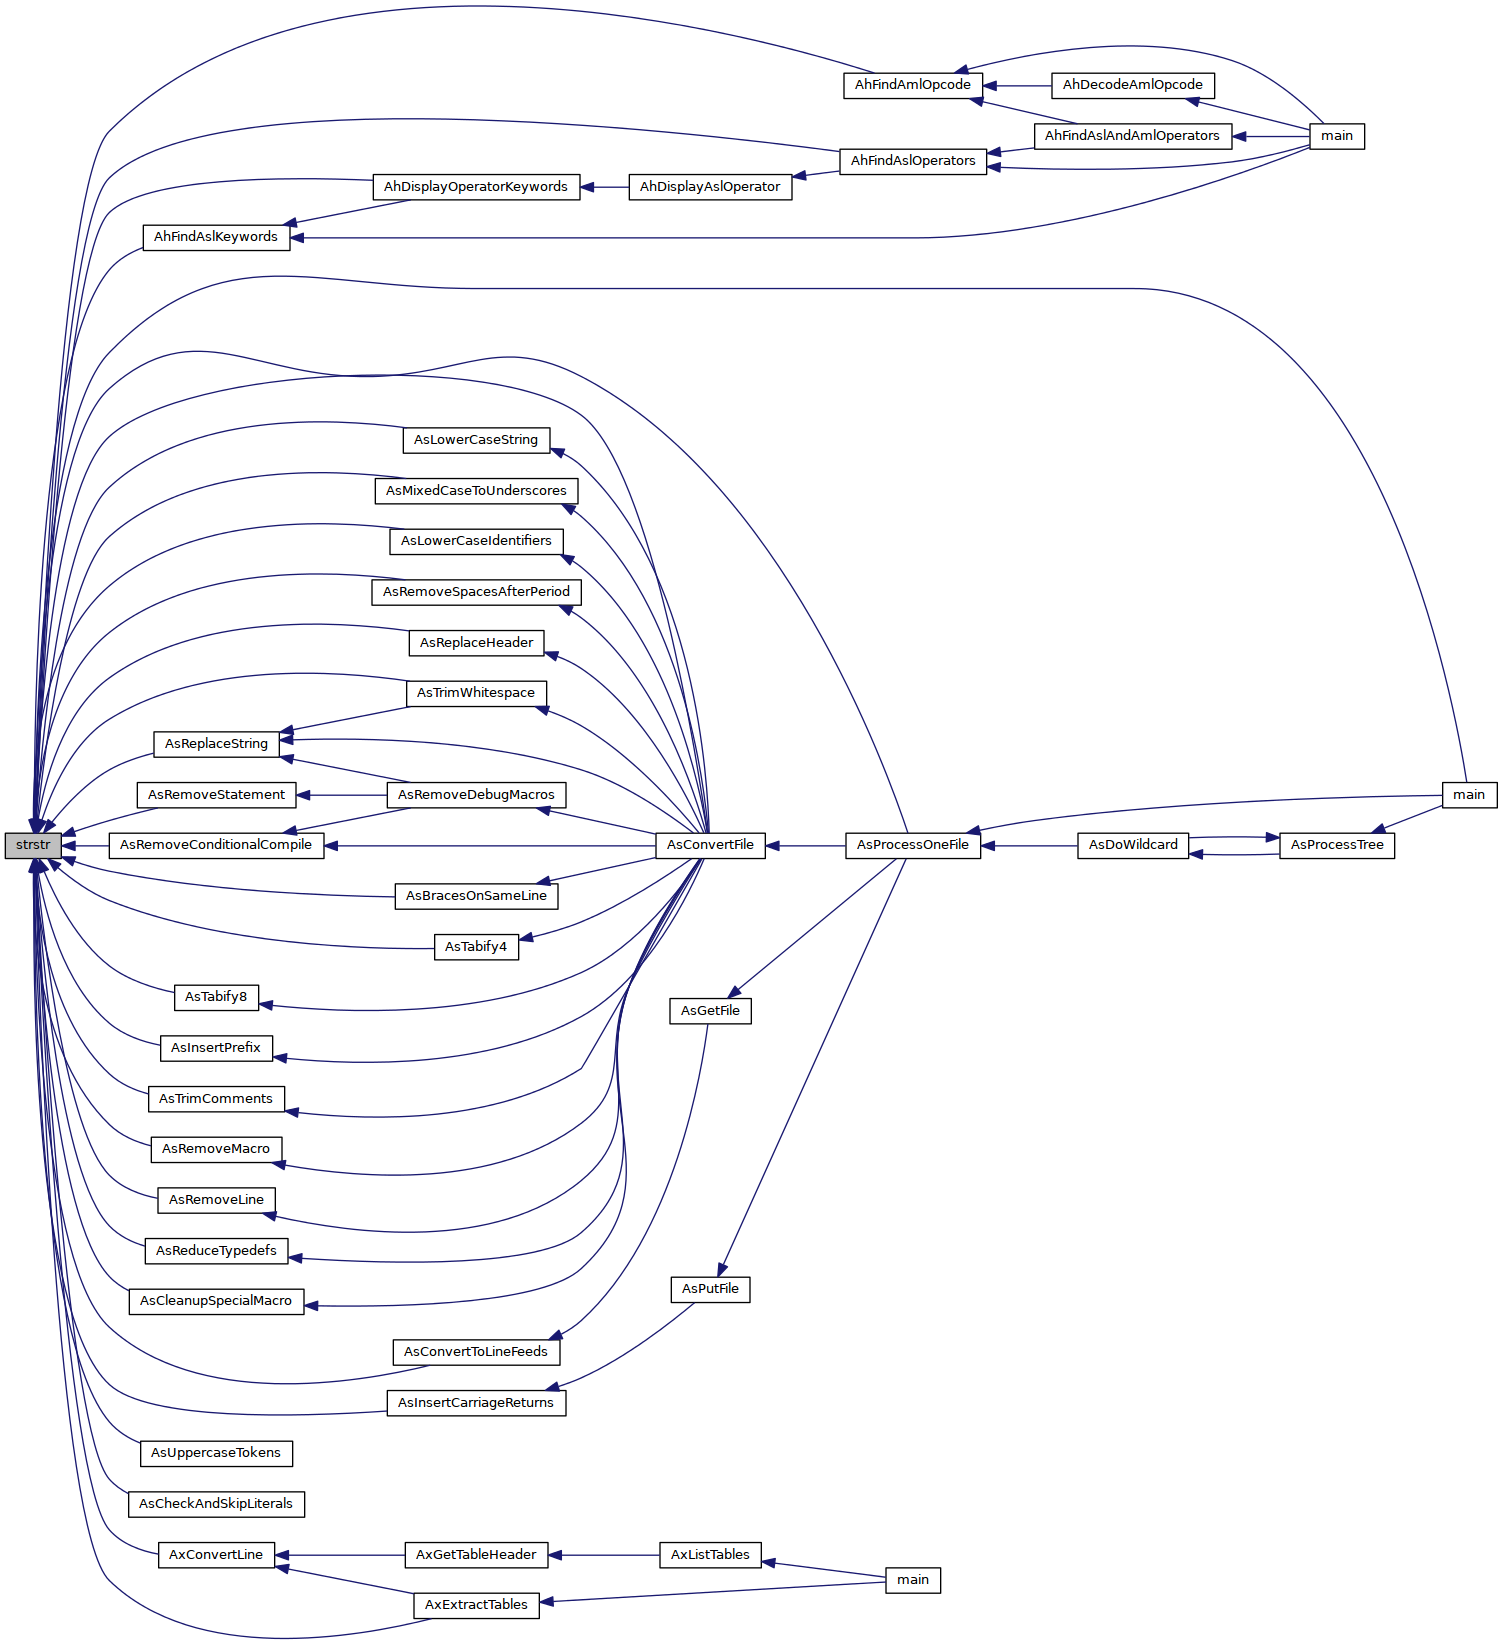 AhFindAmlOpcode
AhDecodeAmlOpcode
AhFindAslAndAmlOperators
main
AhFindAslOperators
AhDisplayOperatorKeywords
AhDisplayAslOperator
AhFindAslKeywords
AsLowerCaseString
AsMixedCaseToUnderscores
AsLowerCaseIdentifiers
AsRemoveSpacesAfterPeriod
AsReplaceHeader
AsTrimWhitespace
AsReplaceString
AsRemoveStatement
AsRemoveDebugMacros
main
strstr
AsRemoveConditionalCompile
AsConvertFile
AsProcessOneFile
AsDoWildcard
AsProcessTree
AsBracesOnSameLine
AsTabify4
AsTabify8
AsGetFile
AsInsertPrefix
AsTrimComments
AsRemoveMacro
AsRemoveLine
AsReduceTypedefs
AsPutFile
AsCleanupSpecialMacro
AsConvertToLineFeeds
AsInsertCarriageReturns
AsUppercaseTokens
AsCheckAndSkipLiterals
AxConvertLine
AxGetTableHeader
AxListTables
main
AxExtractTables